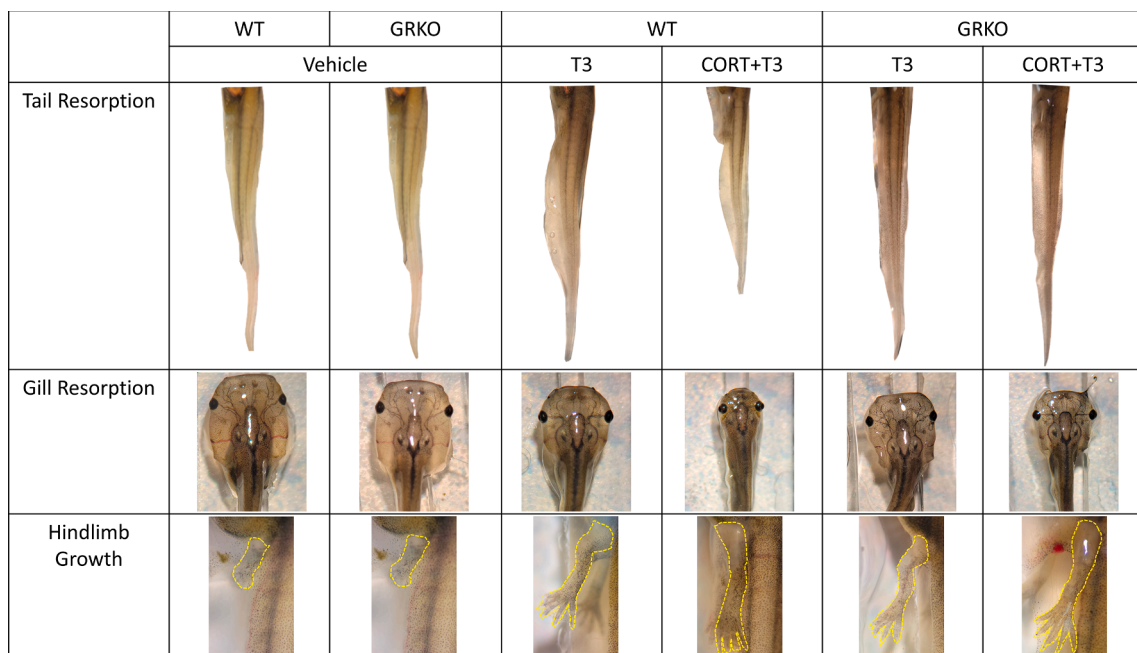 WT GRKO WT GRKO
Vehicle T3 CORT+T3 T3 CORT+T3
Tail Resorption
Gill Resorption
Hindlimb
Growth